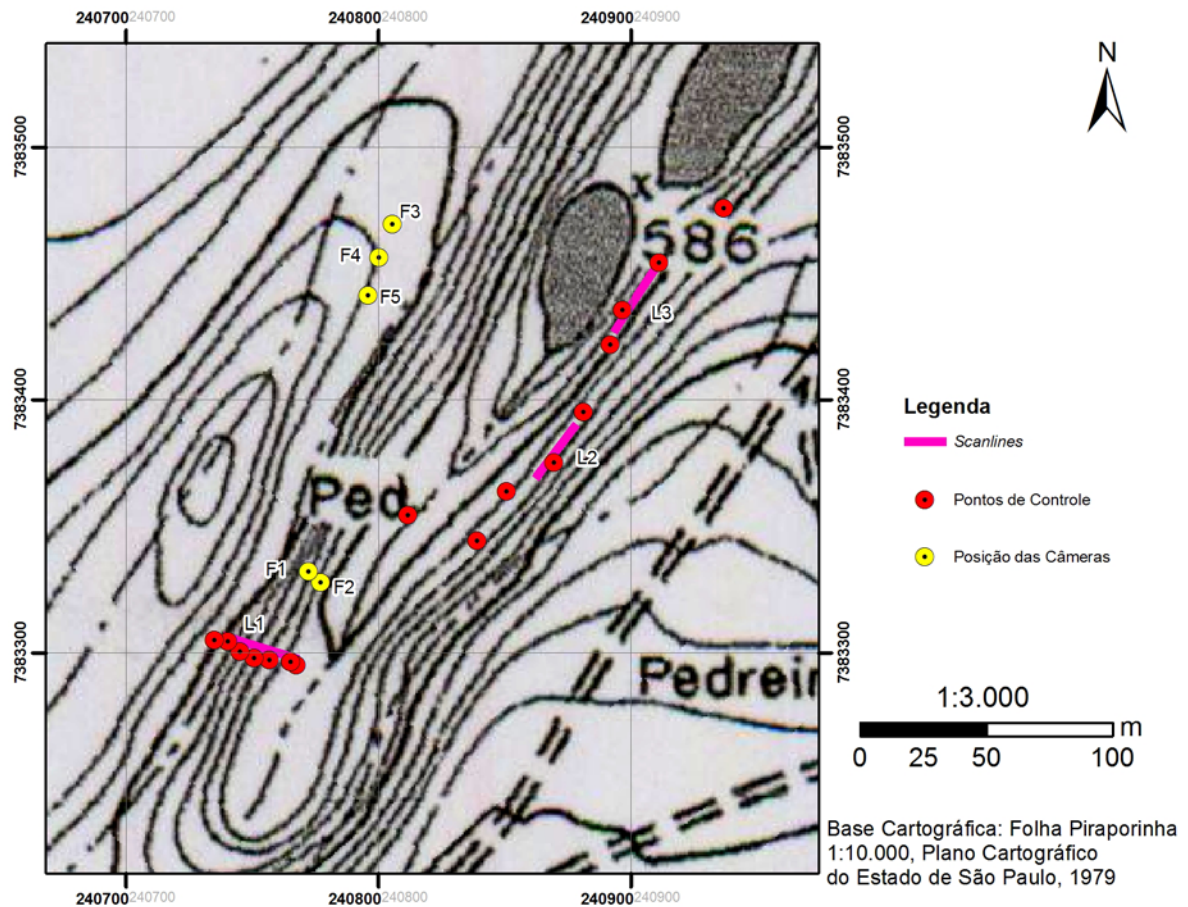 240700 240700 240800 240800 240900 240900
N
7383500 7383500
F3
x
F4 586
F5
L3
7383400 7383400
Legenda
Scanlines
L2
Ped
Pontos de Controle
F1
F2
Posição das Câmeras
L1
7383300 7383300
Pedreir
1:3.000
m
0 25 50 100
Base Cartográfica: Folha Piraporinha
1:10.000, Plano Cartográfico
do Estado de São Paulo, 1979
240700 240700 240800 240800 240900 240900